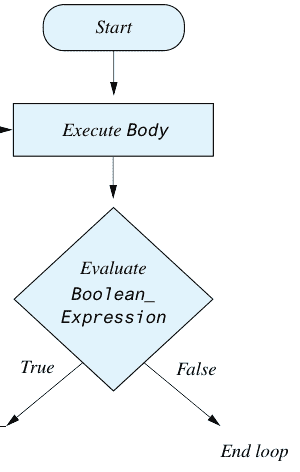 Start
Execute Body
Evaluate
Boolean_
Expression
True
False
End loop